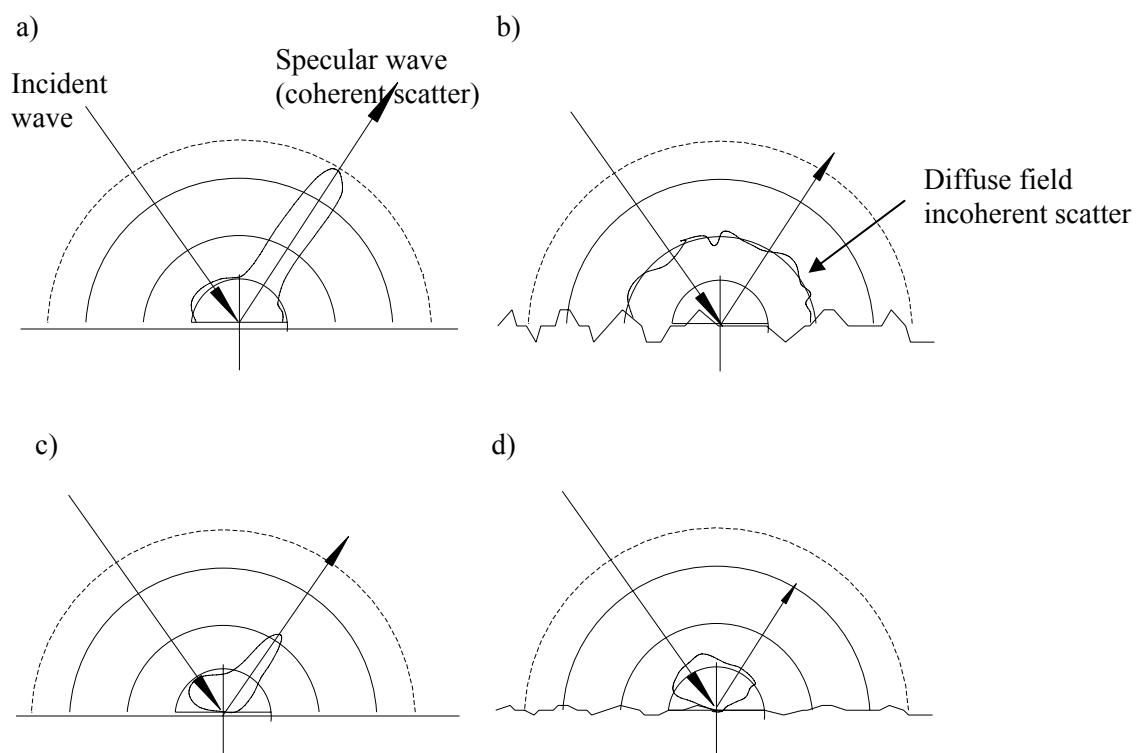 a)
Incident
wave
Specular wave
(coherent scatter)
b)
Diffuse field
incoherent scatter
c)
d)